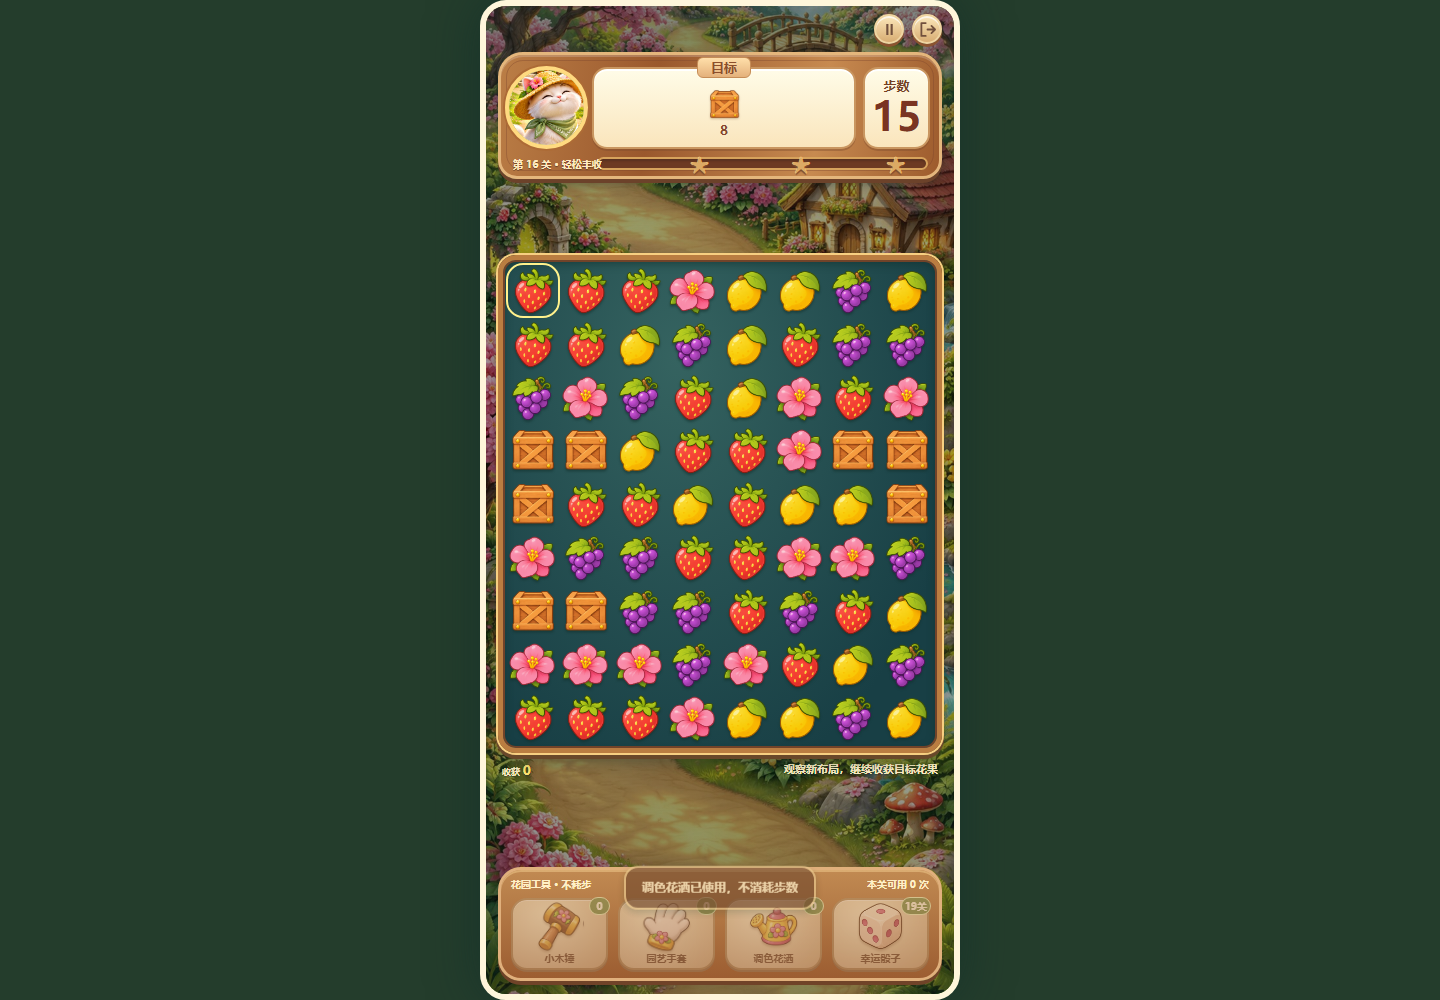 目标
8
步数
15
第 16 关 • 轻松丰收
收获 0
观察新布局，继续收获目标花果
花园工具 • 不耗步
调色花洒已使用，不消耗步数
本关可用 0 次
0
0
0
19关
小木锤
园艺手套
调色花洒
幸运骰子